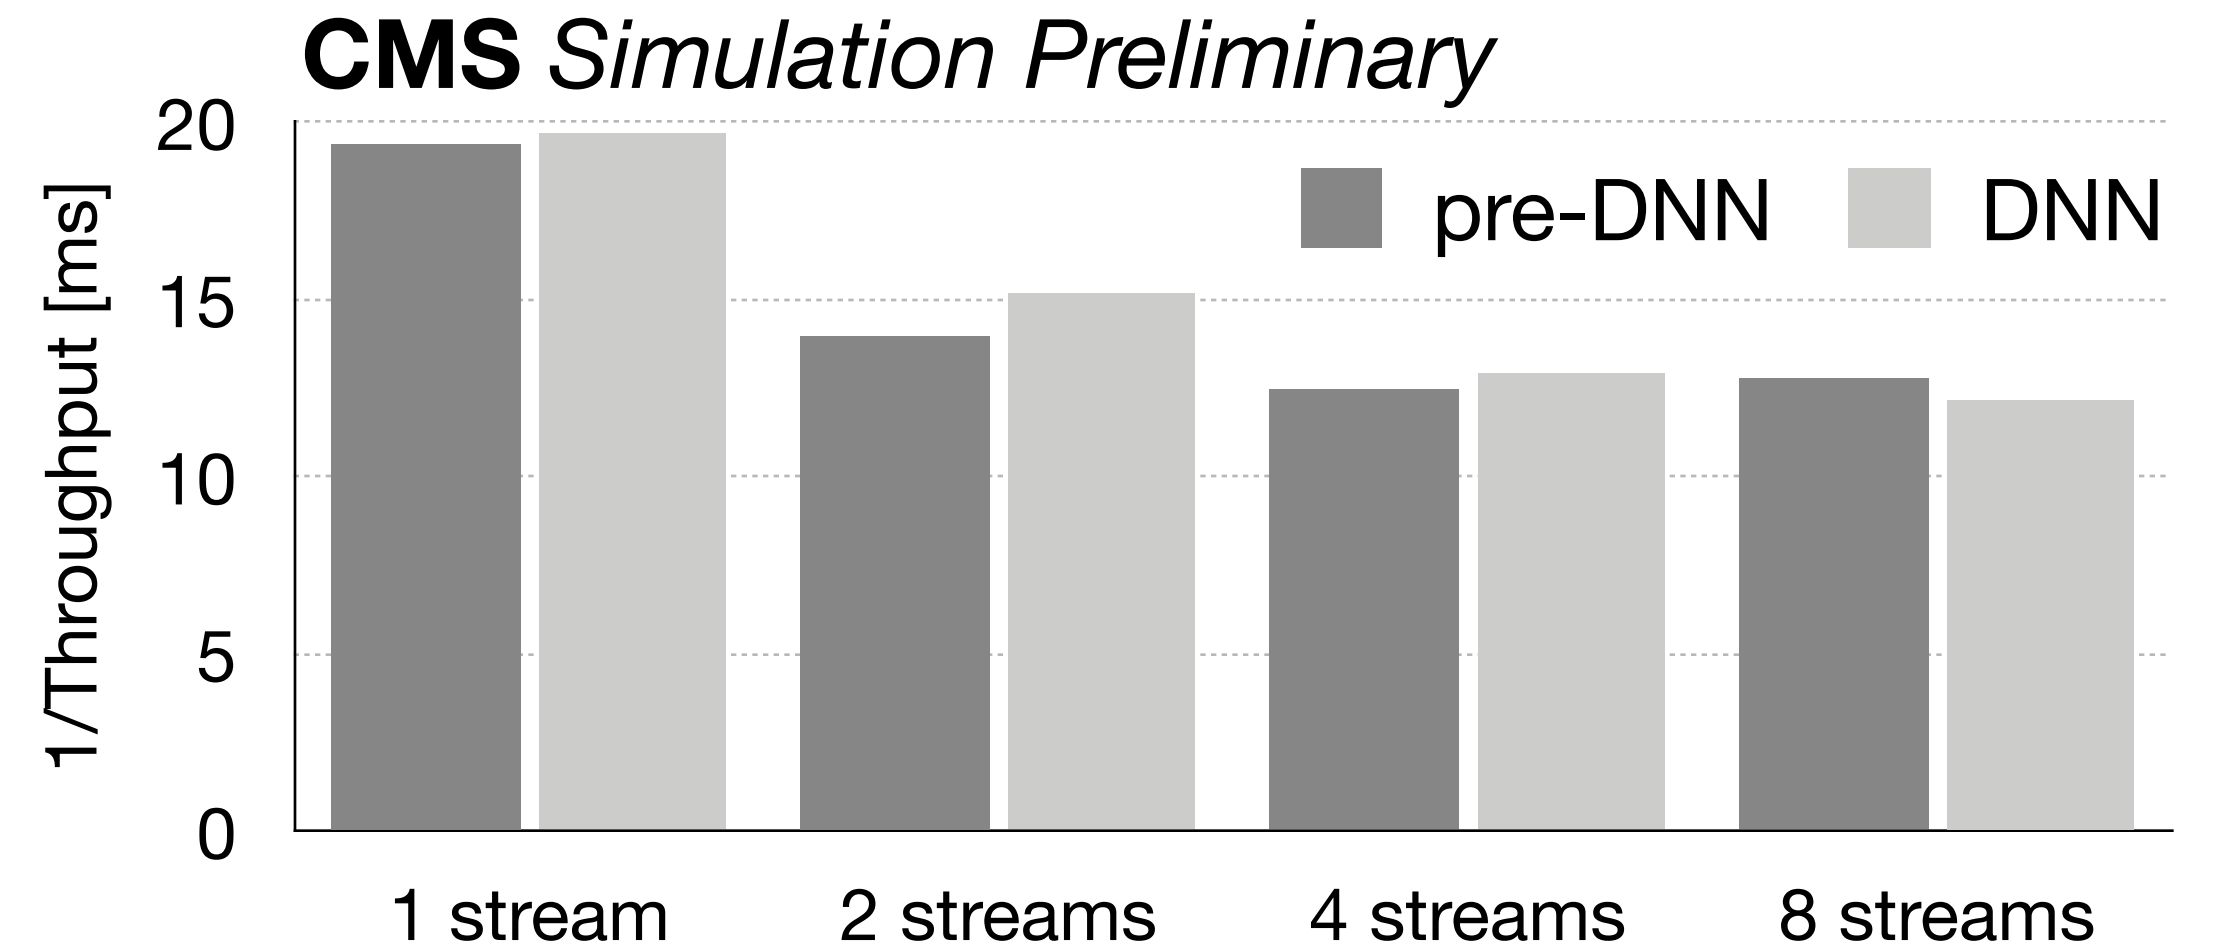 CMS Simulation Preliminary
1/Throughput [ms]
20
15
10
5
0
pre-DNN
DNN
1 stream
2 streams
4 streams
8 streams